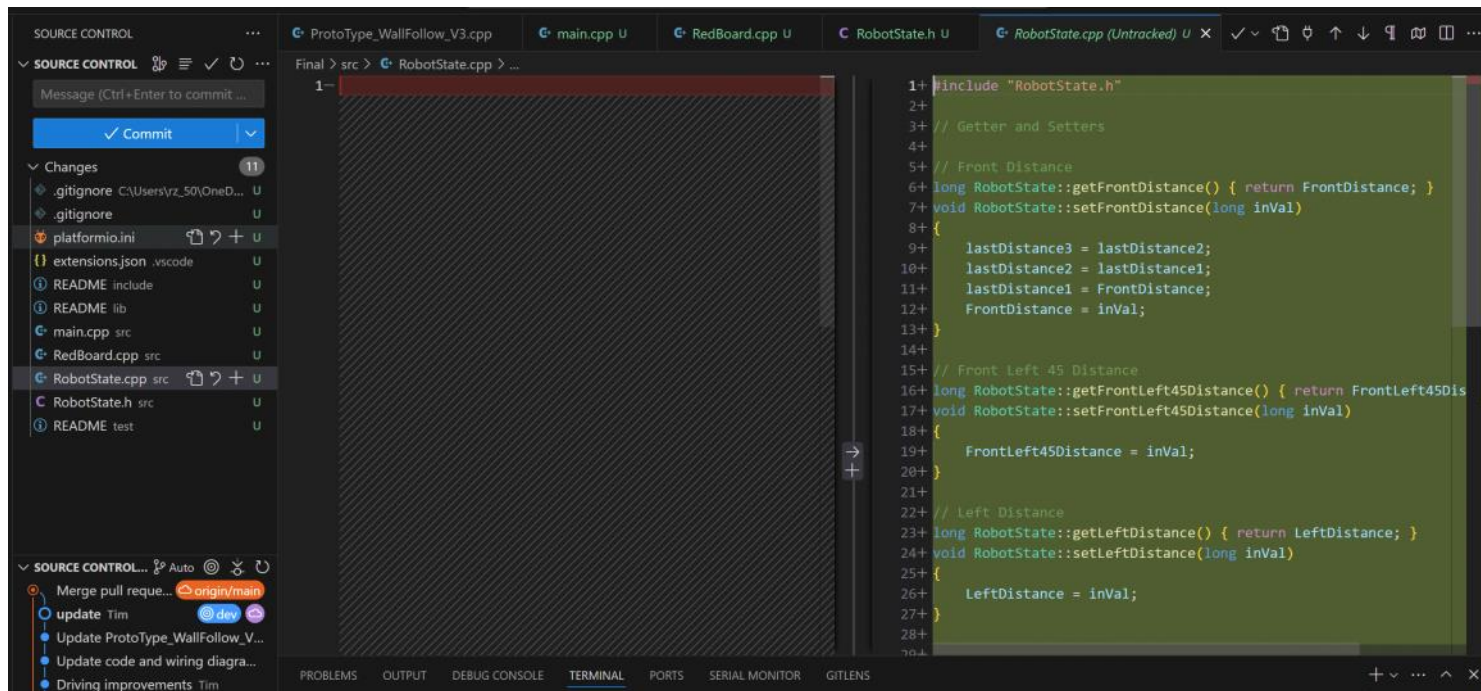 SOURCE CONTROL ...
SOURCE CONTROL ...
Message (Ctrl+Enter to commit ...
Commit
Changes 11
.gitignore C:\Users\rz_50\OneD... U
.gitignore U
platformio.ini U
extensions.json .vscode U
README include U
README lib U
main.cpp src U
RedBoard.cpp src U
RobotState.cpp src U
RobotState.h src U
README test U
SOURCE CONTROL... Auto
Merge pull reque... origin/main
update Tim dev
Update ProtoType_WallFollow_V...
Update code and wiring diagra...
Driving improvements Tim
ProtoType_WallFollow_V3.cpp main.cpp U RedBoard.cpp U C RobotState.h U RobotState.cpp (Untracked) U
Final > src > RobotState.cpp > ...
1-
1+ #include "RobotState.h"
2+
3+ // Getter and Setters
4+
5+ // Front Distance
6+ long RobotState::getFrontDistance() { return FrontDistance; }
7+ void RobotState::setFrontDistance(long inVal)
8+ {
9+ lastDistance3 = lastDistance2;
10+ lastDistance2 = lastDistance1;
11+ lastDistance1 = FrontDistance;
12+ FrontDistance = inVal;
13+ }
14+
15+ // Front Left 45 Distance
16+ long RobotState::getFrontLeft45Distance() { return FrontLeft45Dis
17+ void RobotState::setFrontLeft45Distance(long inVal)
18+ {
19+ FrontLeft45Distance = inVal;
20+ }
21+
22+ // Left Distance
23+ long RobotState::getLeftDistance() { return LeftDistance; }
24+ void RobotState::setLeftDistance(long inVal)
25+ {
26+ LeftDistance = inVal;
27+ }
28+
29+
PROBLEMS OUTPUT DEBUG CONSOLE TERMINAL PORTS SERIAL MONITOR GITLENS